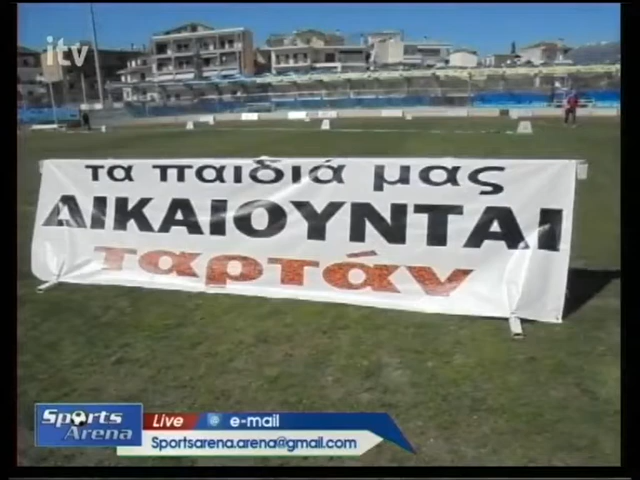 itv
τα παιδιά μας
ΔΙΚΑΙΟΥΝΤΑΙ
ταρτάν
Sports Arena
Live @ e-mail
Sportsarena.arena@gmail.com